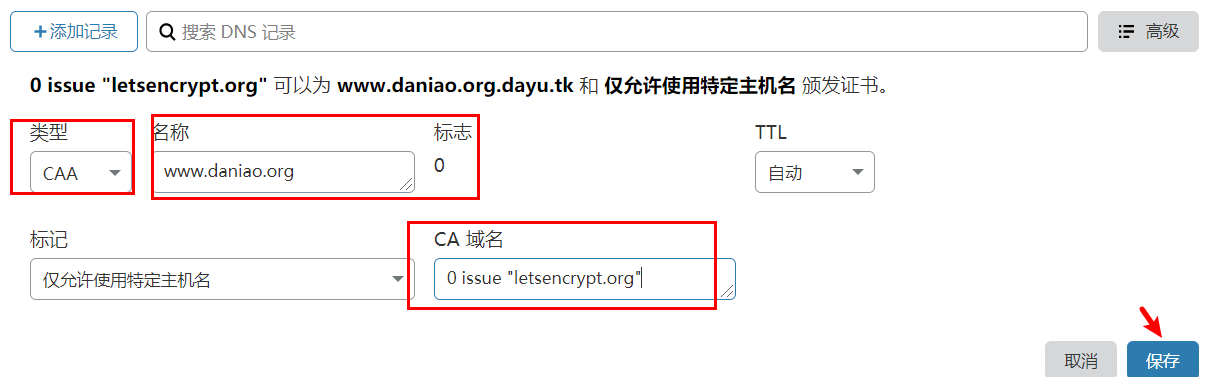 +添加记录 搜索 DNS 记录 高级
0 issue "letsencrypt.org" 可以为 www.daniao.org.dayu.tk 和 仅允许使用特定主机名 颁发证书。
类型 名称 标志 TTL
CAA www.daniao.org 0 自动
标记 CA 域名
仅允许使用特定主机名 0 issue "letsencrypt.org"
取消 保存